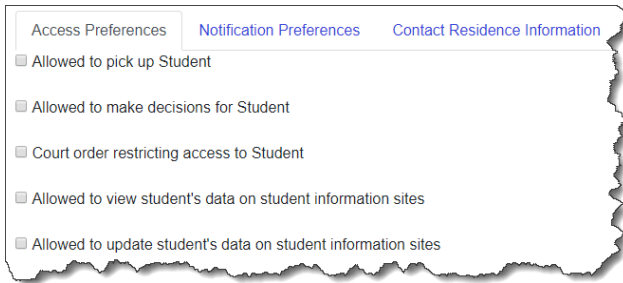 Access Preferences Notification Preferences Contact Residence Information
Allowed to pick up Student
Allowed to make decisions for Student
Court order restricting access to Student
Allowed to view student's data on student information sites
Allowed to update student's data on student information sites